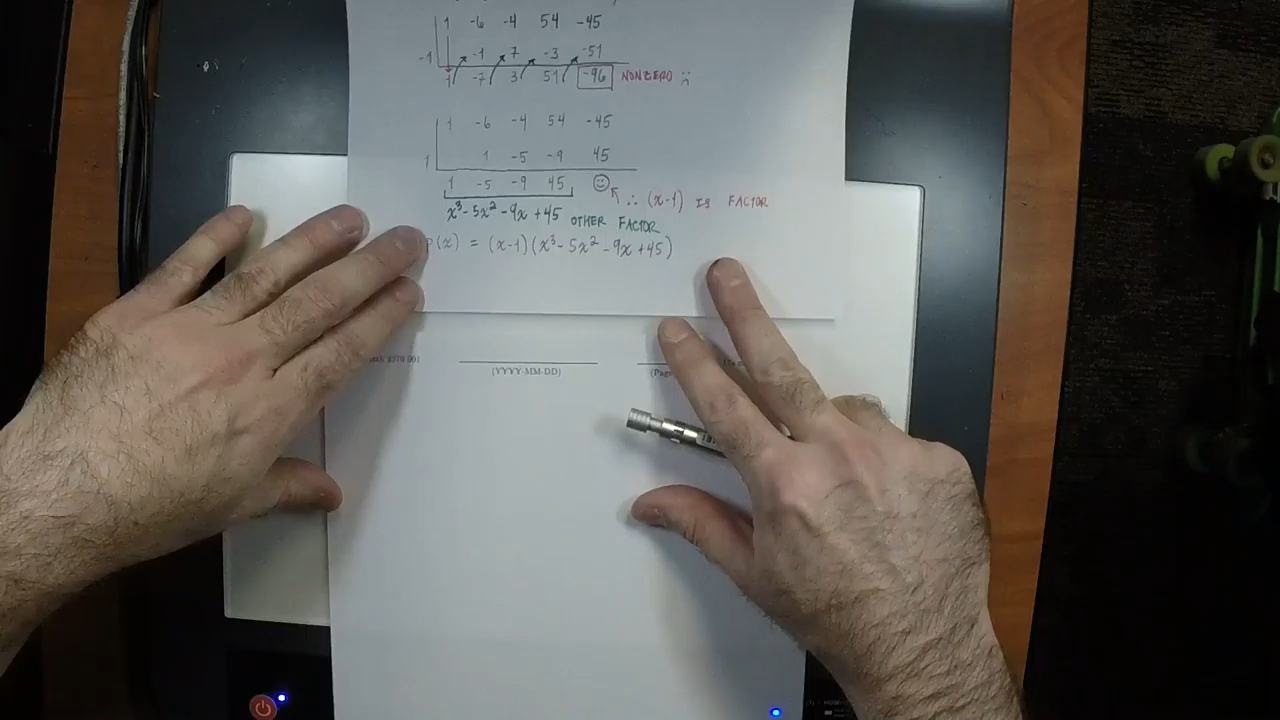 1 -6 -4 54 -45
-1 -1 7 -3 -51
1 -7 3 51 -96 NONZERO
1 -6 -4 54 -45
1 1 -5 -9 45
1 -5 -9 45 ∴ (x-1) IS FACTOR
x³-5x²-9x+45 OTHER FACTOR
P(x) = (x-1)(x³-5x²-9x+45)
001
(YYYY-MM-DD) (Page